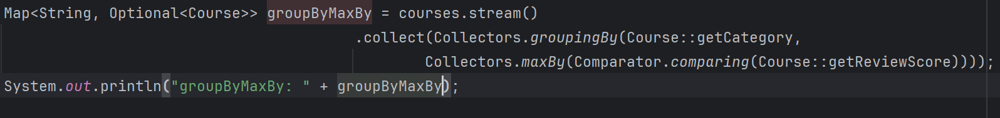 Map<String, Optional<Course>> groupByMaxBy = courses.stream()
.collect(Collectors.groupingBy(Course::getCategory,
Collectors.maxBy(Comparator.comparing(Course::getReviewScore))));
System.out.println("groupByMaxBy: " + groupByMaxBy);